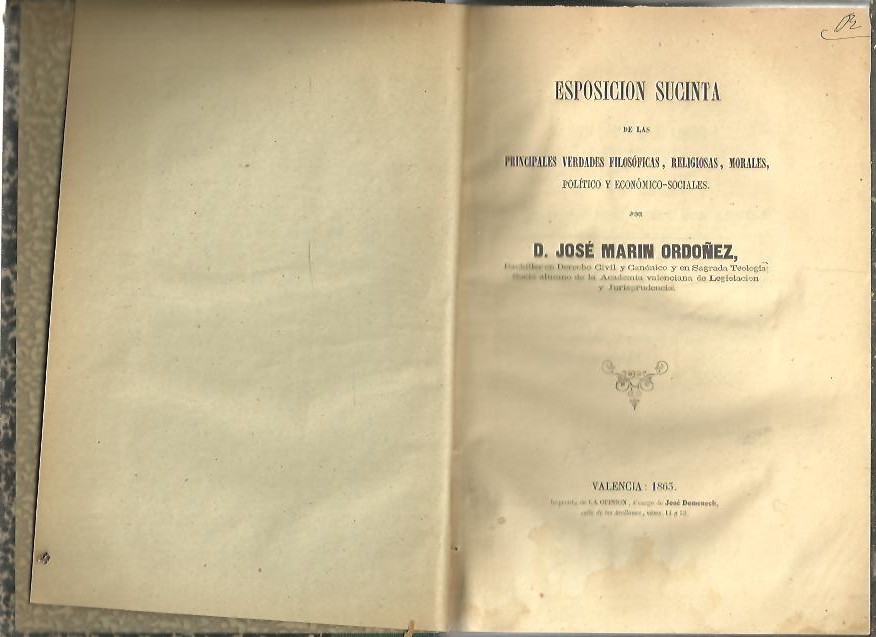 ESPOSICION SUCINTA
DE LAS
PRINCIPALES VERDADES FILOSÓFICAS, RELIGIOSAS, MORALES,
POLÍTICO Y ECONÓMICO-SOCIALES.
POR
D. JOSÉ MARIN ORDOÑEZ,
Bachiller en Derecho Civil y Canónico y en Sagrada Teología;
Socio alumno de la Academia valenciana de Legislacion
y Jurisprudencia.
VALENCIA: 1865.
Imprenta de LA OPINION, á cargo de José Domenech,
calle de las Avellanas, núms. 11 y 13.